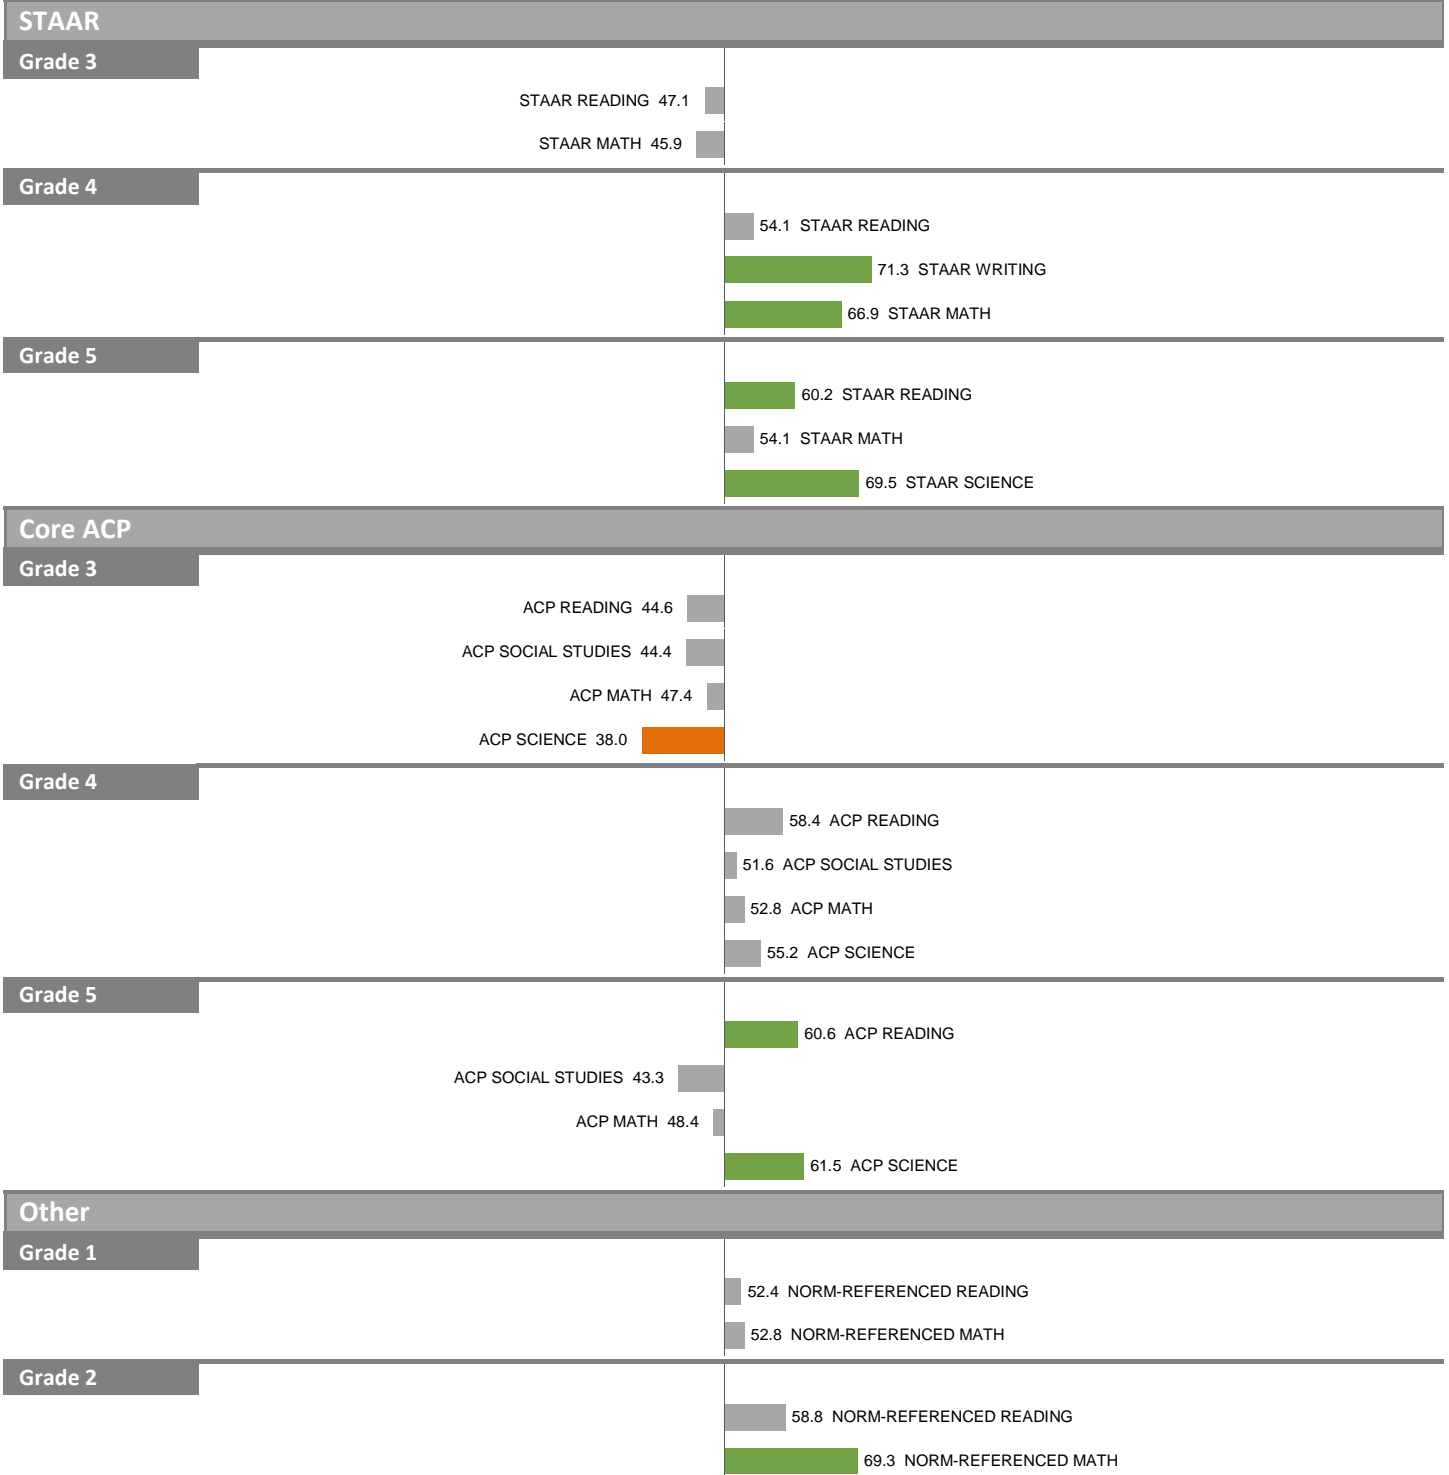 STAAR
Grade 3
STAAR READING 47.1
STAAR MATH 45.9
Grade 4
54.1 STAAR READING
71.3 STAAR WRITING
66.9 STAAR MATH
Grade 5
60.2 STAAR READING
54.1 STAAR MATH
69.5 STAAR SCIENCE
Core ACP
Grade 3
ACP READING 44.6
ACP SOCIAL STUDIES 44.4
ACP MATH 47.4
ACP SCIENCE 38.0
Grade 4
58.4 ACP READING
51.6 ACP SOCIAL STUDIES
52.8 ACP MATH
55.2 ACP SCIENCE
Grade 5
60.6 ACP READING
ACP SOCIAL STUDIES 43.3
ACP MATH 48.4
61.5 ACP SCIENCE
Other
Grade 1
52.4 NORM-REFERENCED READING
52.8 NORM-REFERENCED MATH
Grade 2
58.8 NORM-REFERENCED READING
69.3 NORM-REFERENCED MATH